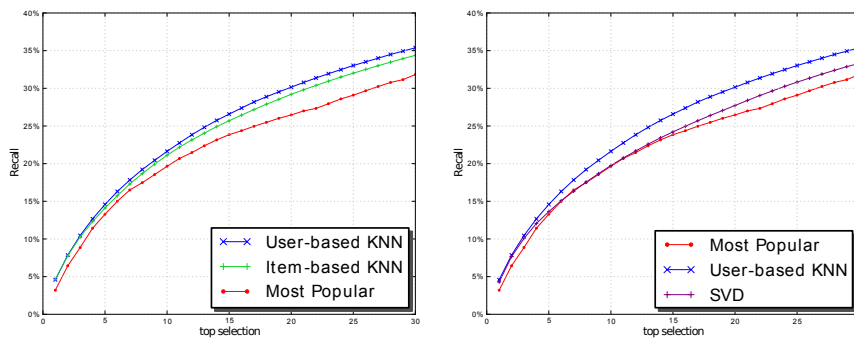 40%
35%
30%
25%
20%
15%
10%
5%
0%
Recall
0 5 10 15 20 25 30
top selection
User-based KNN
Item-based KNN
Most Popular
40%
35%
30%
25%
20%
15%
10%
5%
0%
Recall
0 5 10 15 20 25
top selection
Most Popular
User-based KNN
SVD